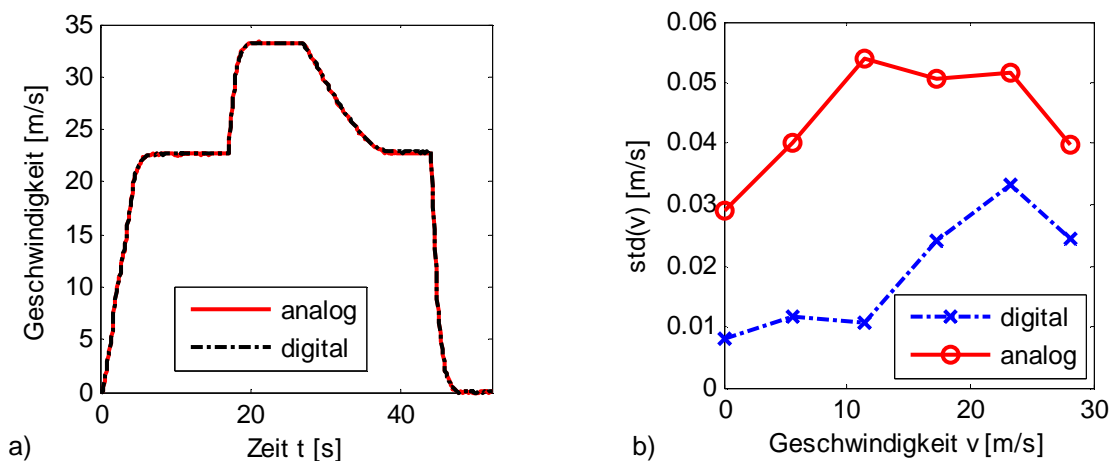 35
30
25
20
15
10
5
0
0 20 40
Geschwindigkeit [m/s]
Zeit t [s]
analog
digital
a)
0.06
0.05
0.04
0.03
0.02
0.01
0
0 10 20 30
std(v) [m/s]
Geschwindigkeit v [m/s]
digital
analog
b)